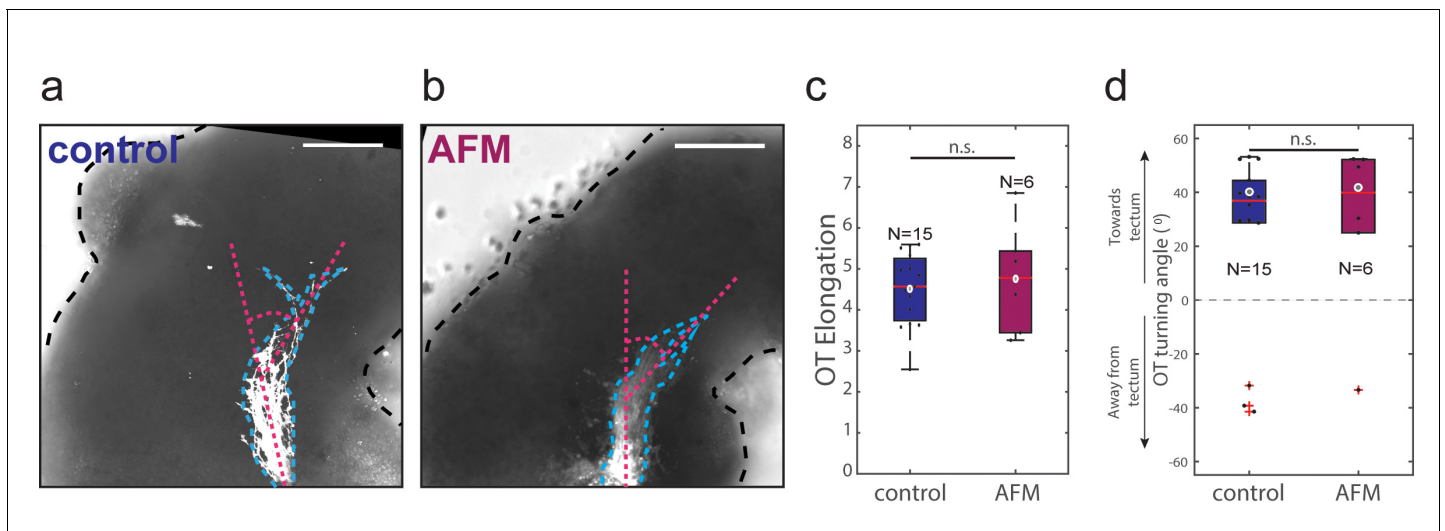 a
b
c
d
control
AFM
OT Elongation
8
7
6
5
4
3
2
1
0
n.s.
N=15
N=6
control
AFM
Towards
tectum
Away from
tectum
OT turning angle (⁰)
60
40
20
0
-20
-40
-60
n.s.
N=15
N=6
control
AFM